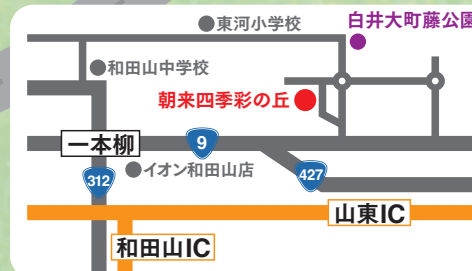 東河小学校
白井大町藤公園
和田山中学校
朝来四季彩の丘
一本柳
9
イオン和田山店
312
427
山東IC
和田山IC